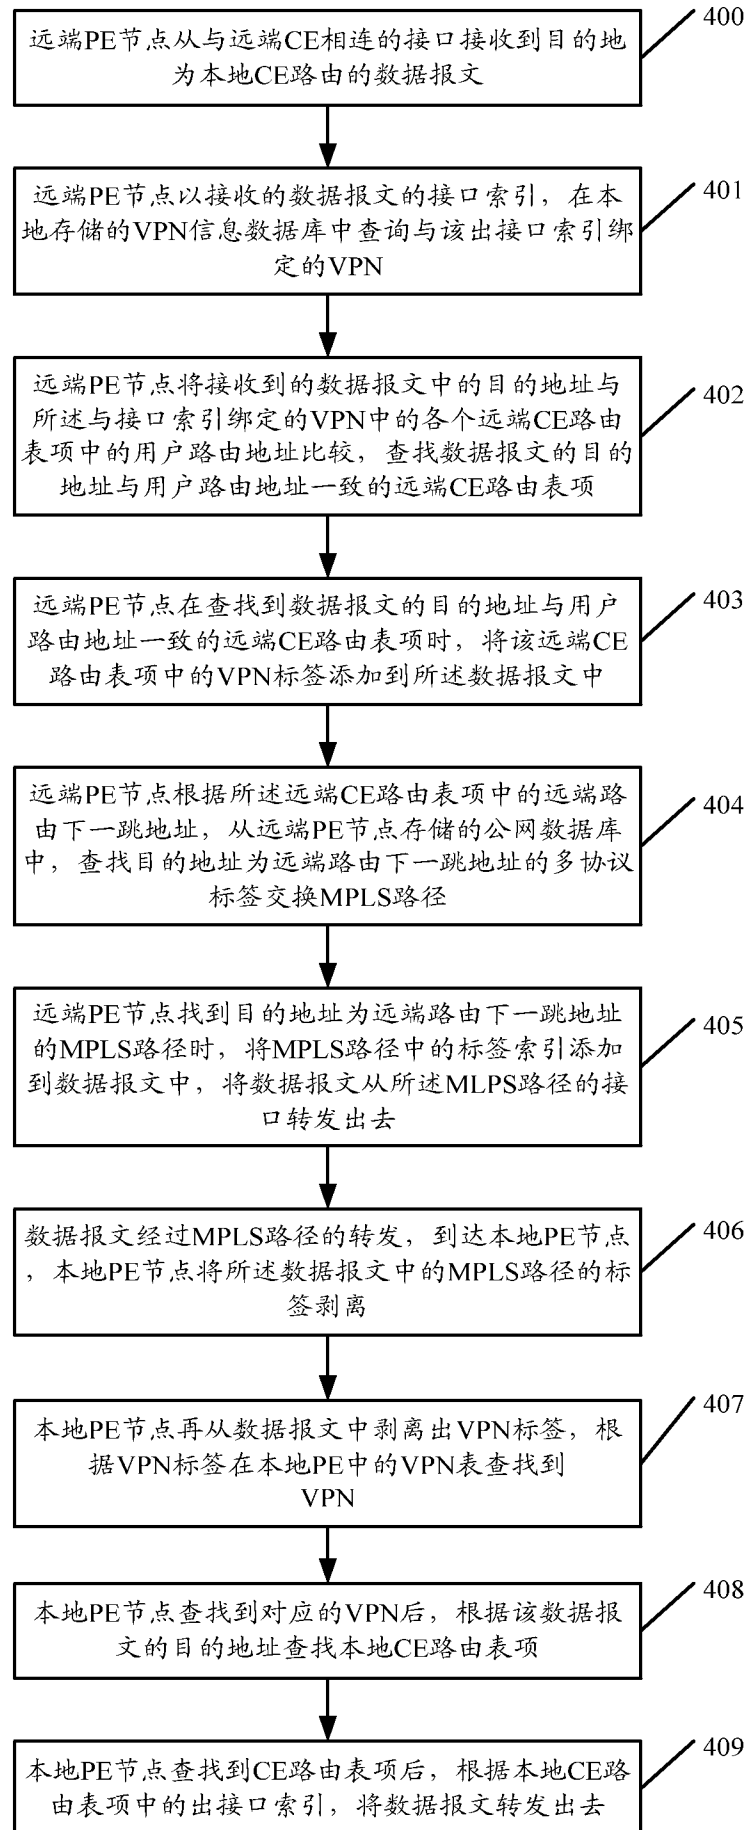 远端PE节点从与远端CE相连的接口接收到目的地
为本地CE路由的数据报文
400
远端PE节点以接收的数据报文的接口索引，在本
地存储的VPN信息数据库中查询与该出接口索引绑
定的VPN
401
远端PE节点将接收到的数据报文中的目的地址与
所述与接口索引绑定的VPN中的各个远端CE路由
表项中的用户路由地址比较，查找数据报文的目的
地址与用户路由地址一致的远端CE路由表项
402
远端PE节点在查找到数据报文的目的地址与用户
路由地址一致的远端CE路由表项时，将该远端CE
路由表项中的VPN标签添加到所述数据报文中
403
远端PE节点根据所述远端CE路由表项中的远端路
由下一跳地址，从远端PE节点存储的公网数据库
中，查找目的地址为远端路由下一跳地址的多协议
标签交换MPLS路径
404
远端PE节点找到目的地址为远端路由下一跳地址
的MPLS路径时，将MPLS路径中的标签索引添加
到数据报文中，将数据报文从所述MLPS路径的接
口转发出去
405
数据报文经过MPLS路径的转发，到达本地PE节点
，本地PE节点将所述数据报文中的MPLS路径的标
签剥离
406
本地PE节点再从数据报文中剥离出VPN标签，根
据VPN标签在本地PE中的VPN表查找到
VPN
407
本地PE节点查找到对应的VPN后，根据该数据报
文的目的地址查找本地CE路由表项
408
本地PE节点查找到CE路由表项后，根据本地CE路
由表项中的出接口索引，将数据报文转发出去
409